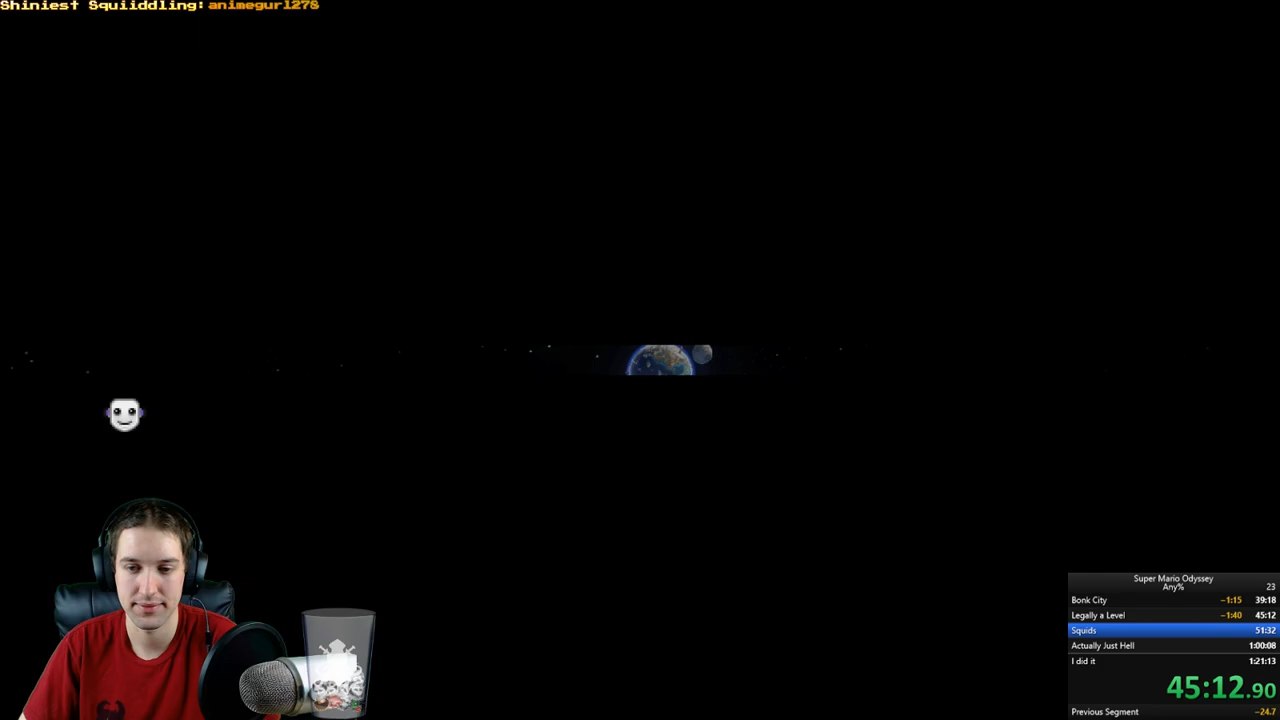 Shiniest Squiiddling: animegurl278
Super Mario Odyssey
Any% 23
Bonk City -1:15 39:18
Legally a Level -1:40 45:12
Squids 51:32
Actually Just Hell 1:00:08
I did it 1:21:13
45:12.90
Previous Segment -24.7